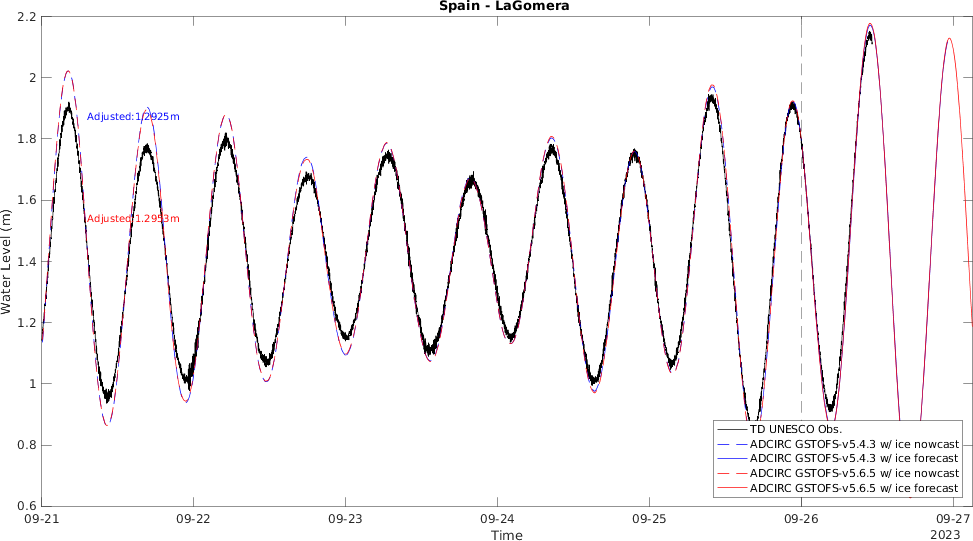 Spain - LaGomera
2.2
2
1.8
1.6
1.4
1.2
1
0.8
0.6
Water Level (m)
Adjusted:1.2925m
Adjusted:1.2953m
TD UNESCO Obs.
ADCIRC GSTOFS-v5.4.3 w/ ice nowcast
ADCIRC GSTOFS-v5.4.3 w/ ice forecast
ADCIRC GSTOFS-v5.6.5 w/ ice nowcast
ADCIRC GSTOFS-v5.6.5 w/ ice forecast
09-21 09-22 09-23 09-24 09-25 09-26 09-27
Time
2023